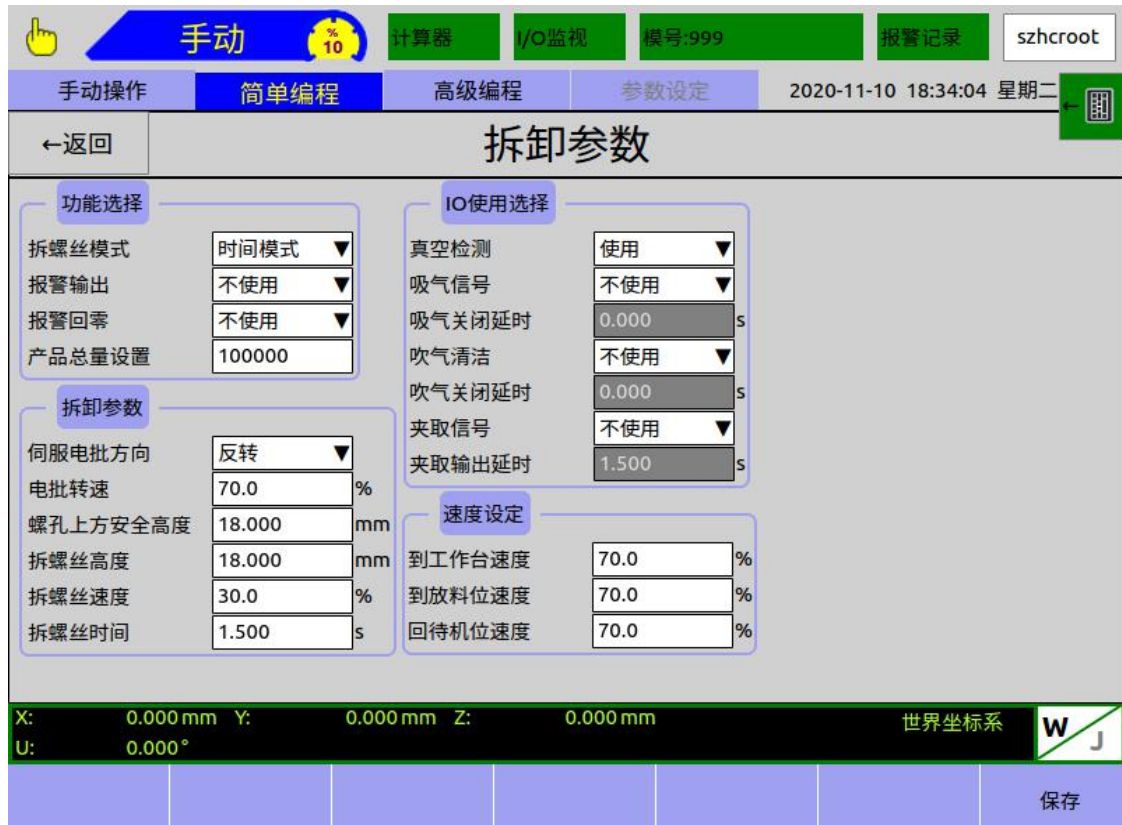 手动 % 10 计算器 I/O监视 模号:999 报警记录 szhcroot
手动操作 简单编程 高级编程 参数设定 2020-11-10 18:34:04 星期二 ←
←返回 拆卸参数
功能选择
拆螺丝模式 时间模式 ▼
报警输出 不使用 ▼
报警回零 不使用 ▼
产品总量设置 100000
拆卸参数
伺服电批方向 反转 ▼
电批转速 70.0 %
螺孔上方安全高度 18.000 mm
拆螺丝高度 18.000 mm
拆螺丝速度 30.0 %
拆螺丝时间 1.500 s
IO使用选择
真空检测 使用 ▼
吸气信号 不使用 ▼
吸气关闭延时 0.000 s
吹气清洁 不使用 ▼
吹气关闭延时 0.000 s
夹取信号 不使用 ▼
夹取输出延时 1.500 s
速度设定
到工作台速度 70.0 %
到放料位速度 70.0 %
回待机位速度 70.0 %
X: 0.000 mm Y: 0.000 mm Z: 0.000 mm 世界坐标系 W/J
U: 0.000°
保存